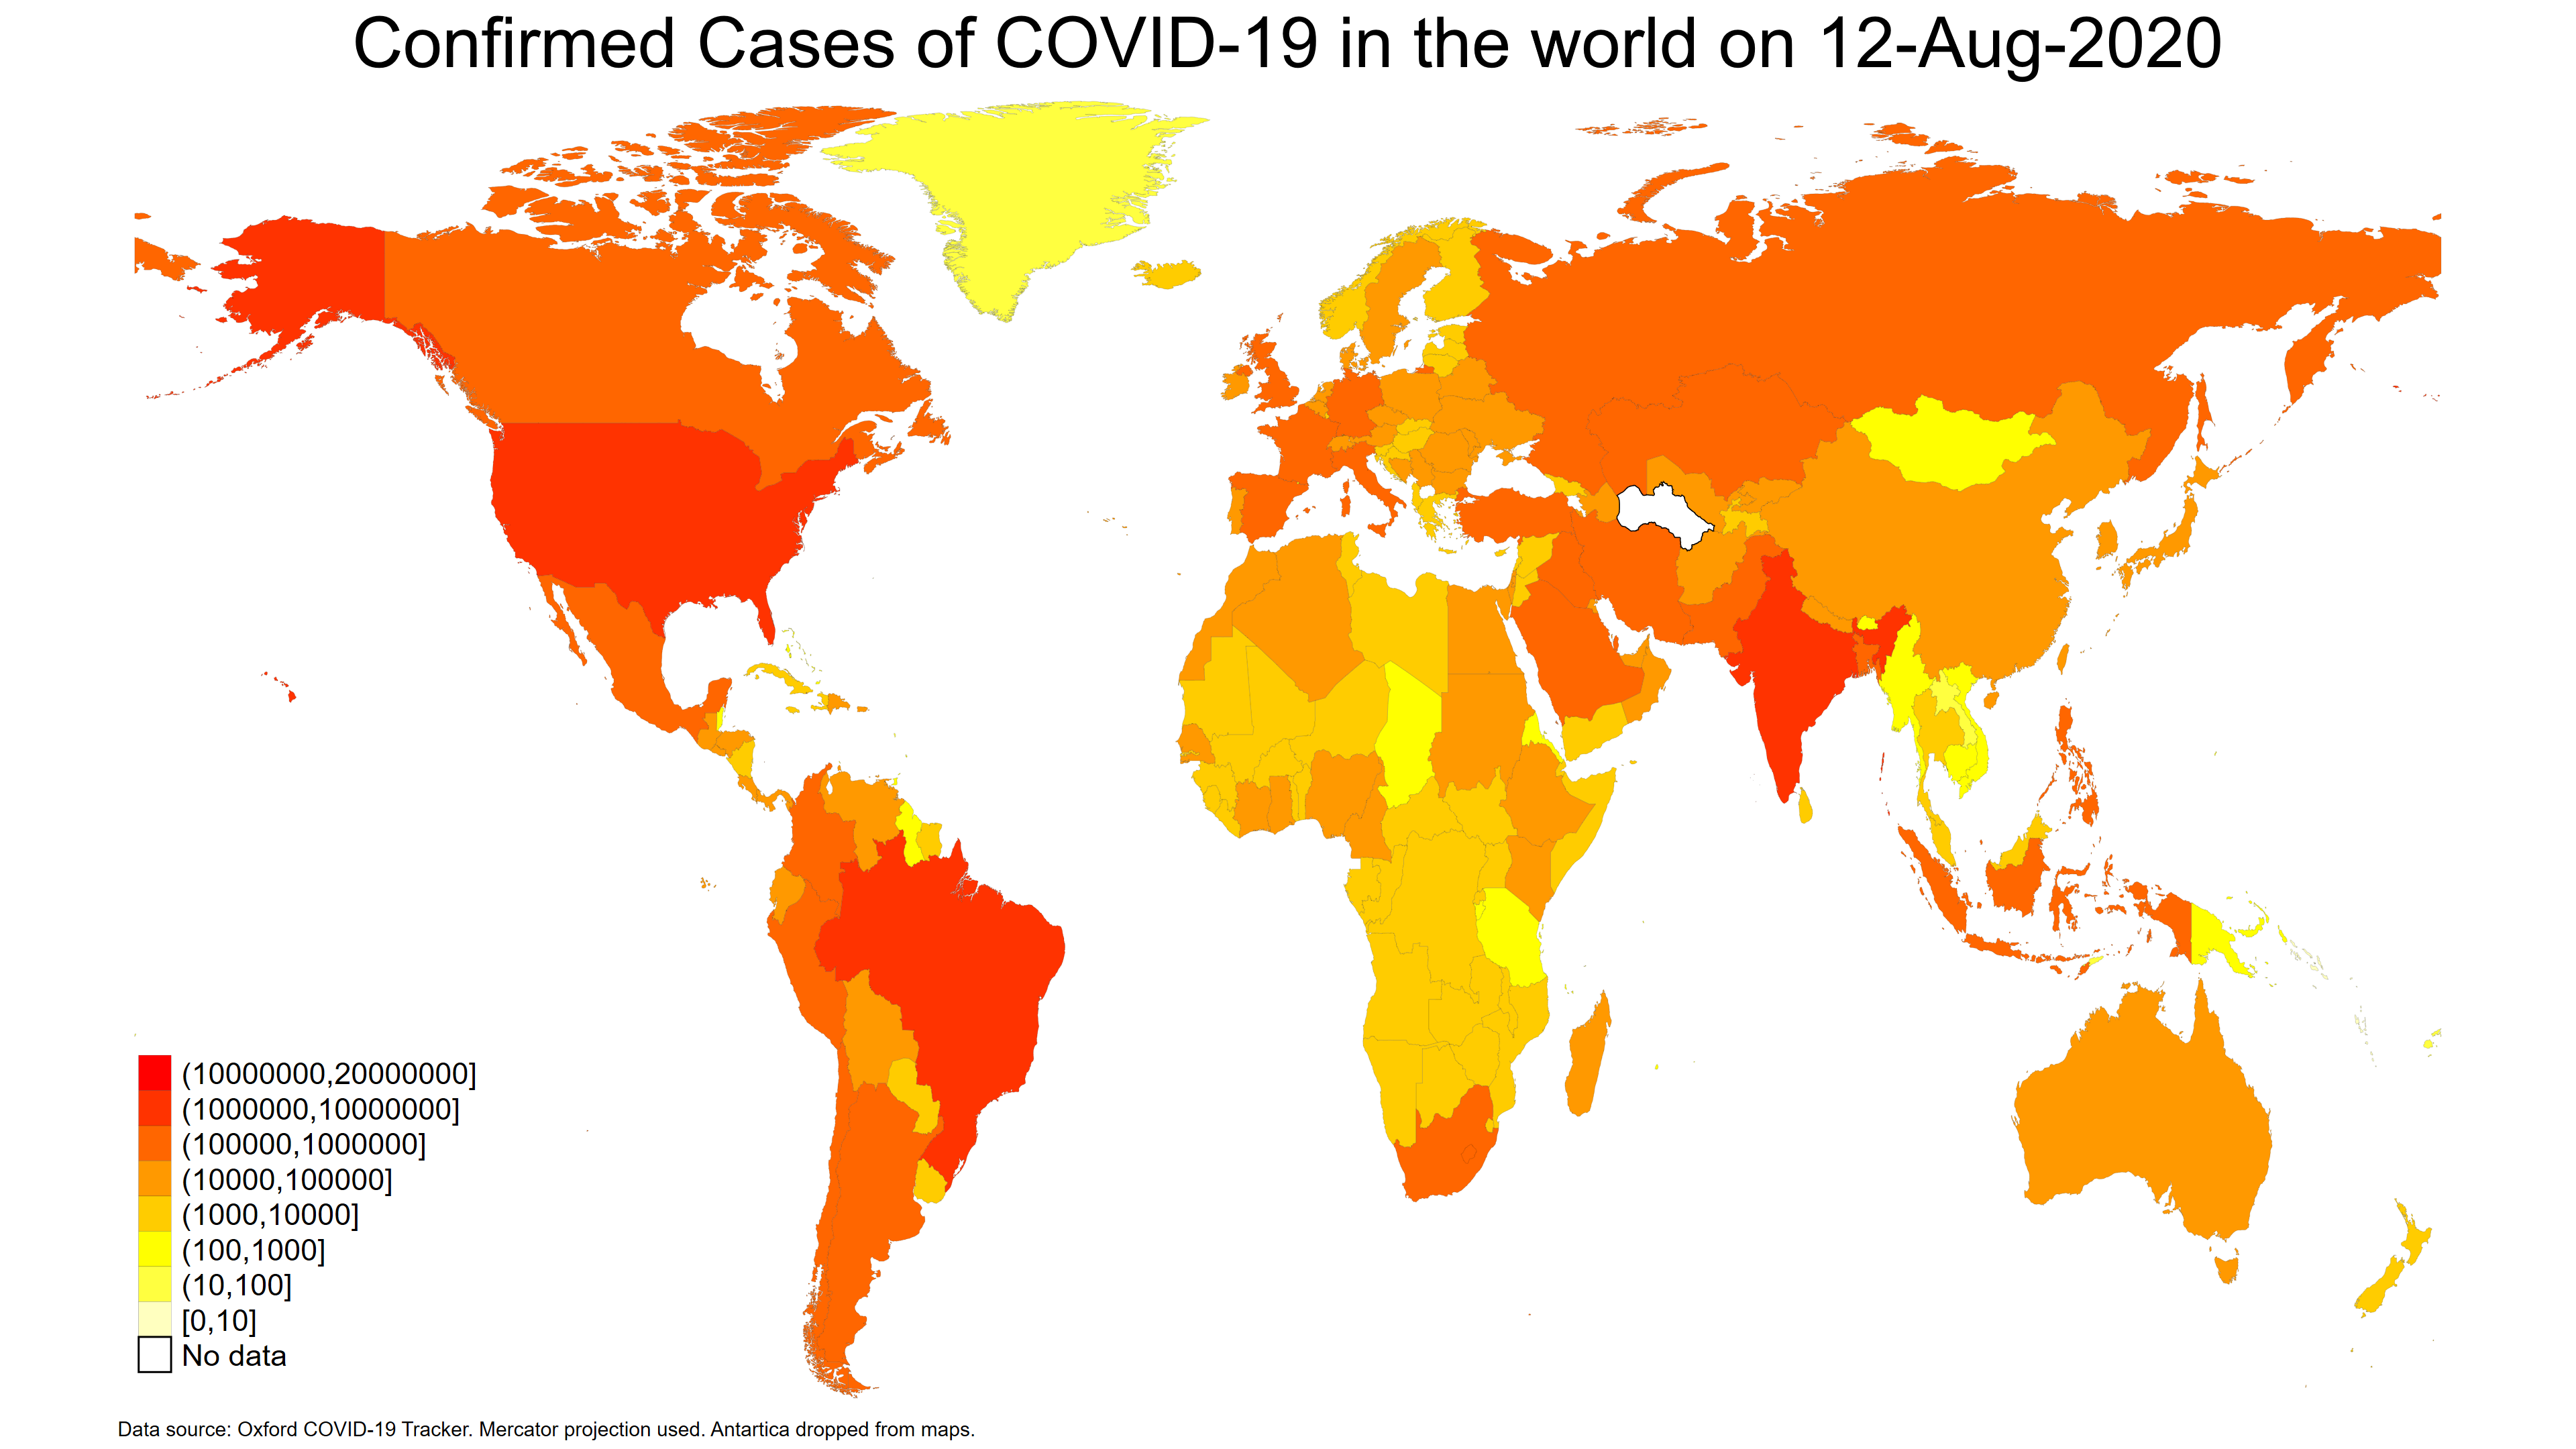 Confirmed Cases of COVID-19 in the world on 12-Aug-2020
(10000000,20000000]
(1000000,10000000]
(100000,1000000]
(10000,100000]
(1000,10000]
(100,1000]
(10,100]
[0,10]
No data
Data source: Oxford COVID-19 Tracker. Mercator projection used. Antartica dropped from maps.